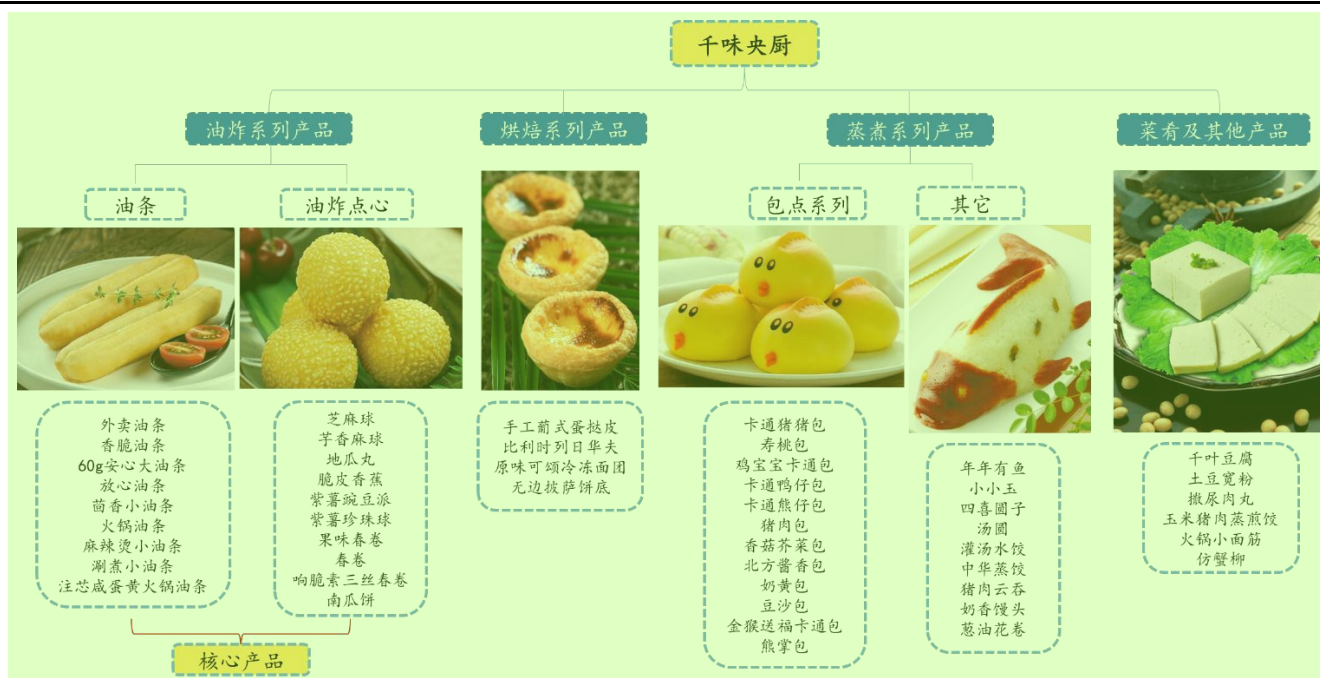 千味央厨
油炸系列产品
烘焙系列产品
蒸煮系列产品
菜肴及其他产品
油条
油炸点心
包点系列
其它
外卖油条
香脆油条
60g安心大油条
放心油条
茴香小油条
火锅油条
麻辣烫小油条
涮煮小油条
注芯咸蛋黄火锅油条
芝麻球
芋香麻球
地瓜丸
脆皮香蕉
紫薯豌豆派
紫薯珍珠球
果味春卷
春卷
响脆素三丝春卷
南瓜饼
核心产品
手工葡式蛋挞皮
比利时列日华夫
原味可颂冷冻面团
无边披萨饼底
卡通猪猪包
寿桃包
鸡宝宝卡通包
卡通鸭仔包
卡通熊仔包
猪肉包
香菇芥菜包
北方酱香包
奶黄包
豆沙包
金猴送福卡通包
熊掌包
年年有鱼
小小玉
四喜圆子
汤圆
灌汤水饺
中华蒸饺
猪肉云吞
奶香馒头
葱油花卷
千叶豆腐
土豆宽粉
撒尿肉丸
玉米猪肉蒸煎饺
火锅小面筋
仿蟹柳